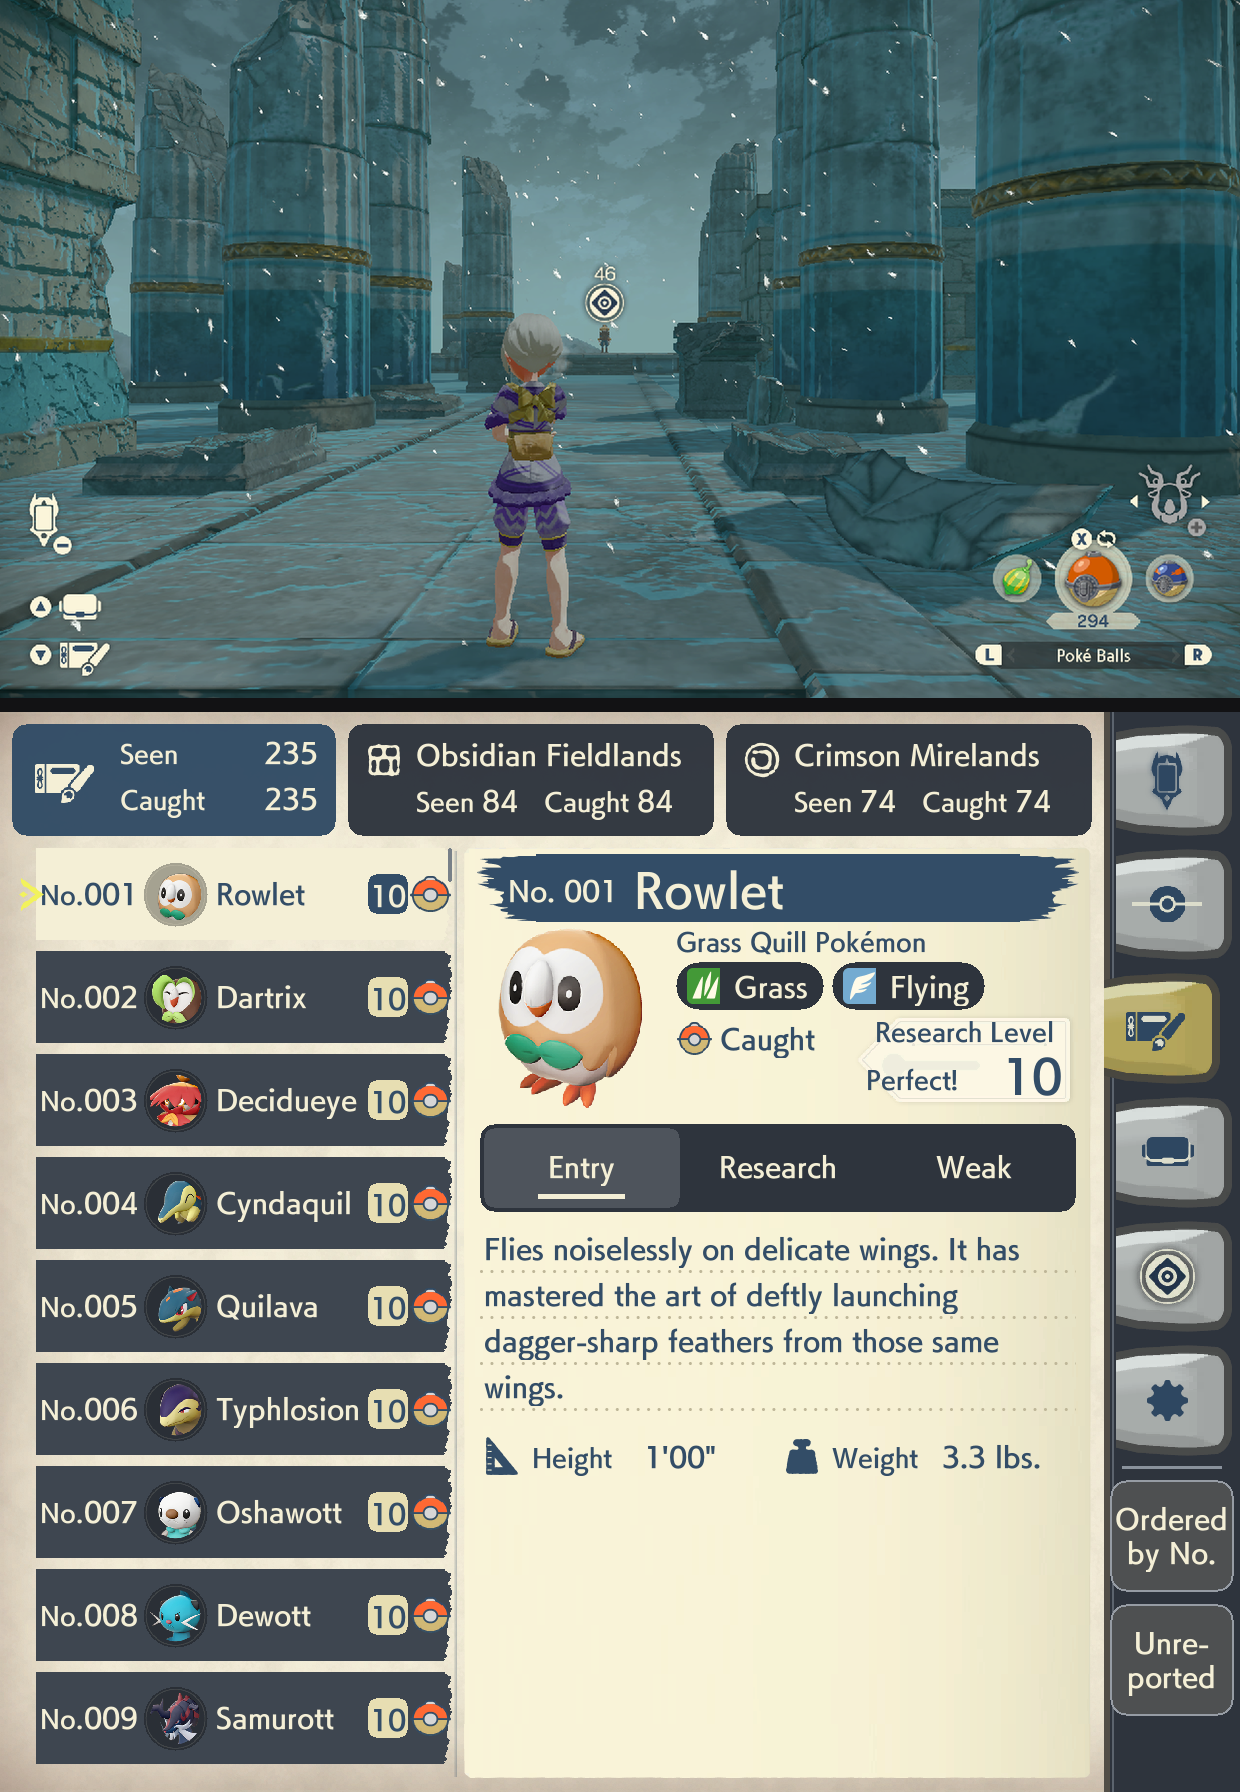 46
X
294
L
Poké Balls
R
Seen 235
Caught 235
Obsidian Fieldlands
Seen 84 Caught 84
Crimson Mirelands
Seen 74 Caught 74
No.001 Rowlet 10
No.002 Dartrix 10
No.003 Decidueye 10
No.004 Cyndaquil 10
No.005 Quilava 10
No.006 Typhlosion 10
No.007 Oshawott 10
No.008 Dewott 10
No.009 Samurott 10
No. 001 Rowlet
Grass Quill Pokémon
Grass Flying
Caught
Research Level
Perfect! 10
Entry Research Weak
Flies noiselessly on delicate wings. It has
mastered the art of deftly launching
dagger-sharp feathers from those same
wings.
Height 1'00" Weight 3.3 lbs.
Ordered
by No.
Unre-
ported